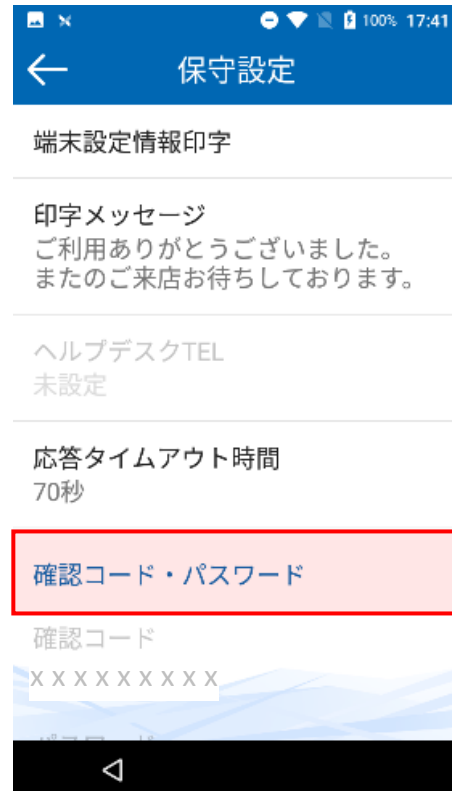 100% 17:41
保守設定
端末設定情報印字
印字メッセージ
ご利用ありがとうございました。
またのご来店お待ちしております。
ヘルプデスクTEL
未設定
応答タイムアウト時間
70秒
確認コード・パスワード
確認コード
X X X X X X X X X